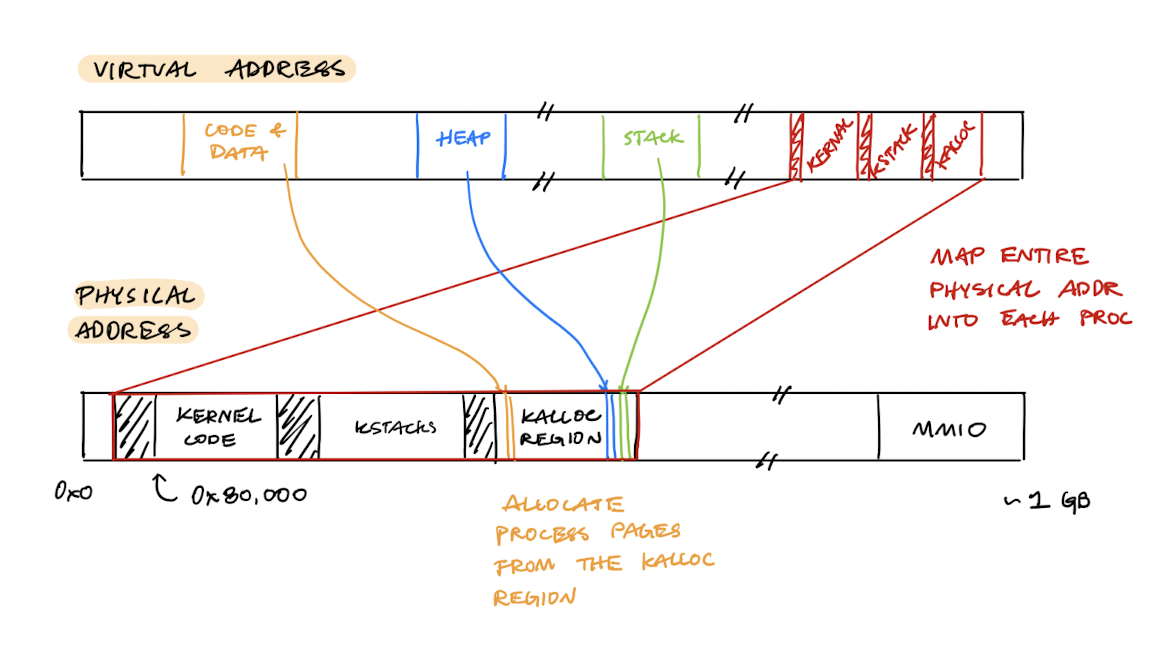 VIRTUAL ADDRESS
CODE &
DATA
HEAP
STACK
KERNAL
KSTACK
KALLOC
MAP ENTIRE
PHYSICAL ADDR
INTO EACH PROC
PHYSICAL
ADDRESS
KERNEL
CODE
KSTACKS
KALLOC
REGION
MMIO
0x0
0x80,000
~1 GB
ALLOCATE
PROCESS PAGES
FROM THE KALLOC
REGION